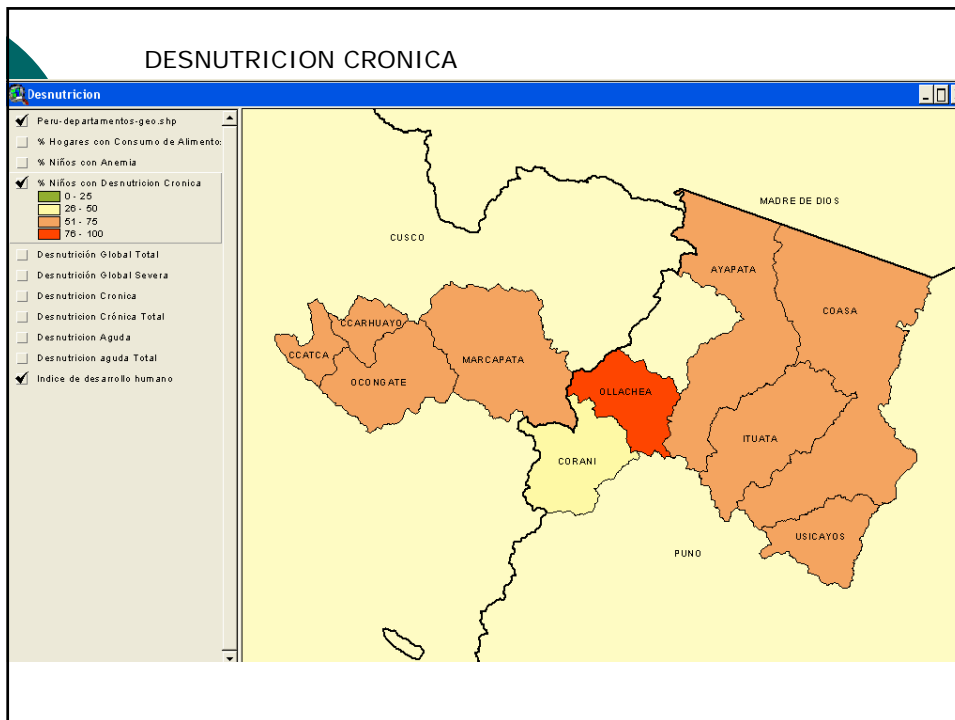 DESNUTRICION CRONICA
Desnutricion
Peru-departamentos-geo.shp
% Hogares con Consumo de Alimento:
% Niños con Anemia
% Niños con Desnutricion Cronica
0 - 25
26 - 50
51 - 75
76 - 100
Desnutrición Global Total
Desnutrición Global Severa
Desnutricion Cronica
Desnutrición Crónica Total
Desnutricion Aguda
Desnutricion aguda Total
Indice de desarrollo humano
MADRE DE DIOS
CUSCO
AYAPATA
COASA
CCARHUAYO
CCATCA
MARCAPATA
OCONGATE
OLLACHEA
ITUATA
CORANI
USICAYOS
PUNO